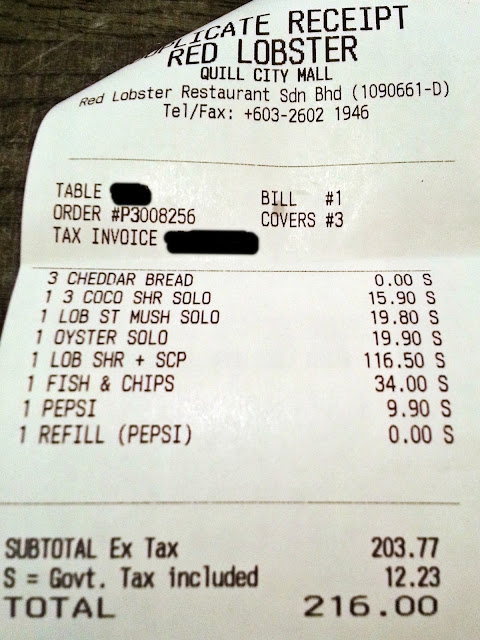 DUPLICATE RECEIPT
RED LOBSTER
QUILL CITY MALL
Red Lobster Restaurant Sdn Bhd (1090661-D)
Tel/Fax: +603-2602 1946
TABLE
BILL #1
ORDER #P3008256
COVERS #3
TAX INVOICE
3 CHEDDAR BREAD 0.00 S
1 3 COCO SHR SOLO 15.90 S
1 LOB ST MUSH SOLO 19.80 S
1 OYSTER SOLO 19.90 S
1 LOB SHR + SCP 116.50 S
1 FISH & CHIPS 34.00 S
1 PEPSI 9.90 S
1 REFILL (PEPSI) 0.00 S
SUBTOTAL Ex Tax 203.77
S = Govt. Tax included 12.23
TOTAL 216.00